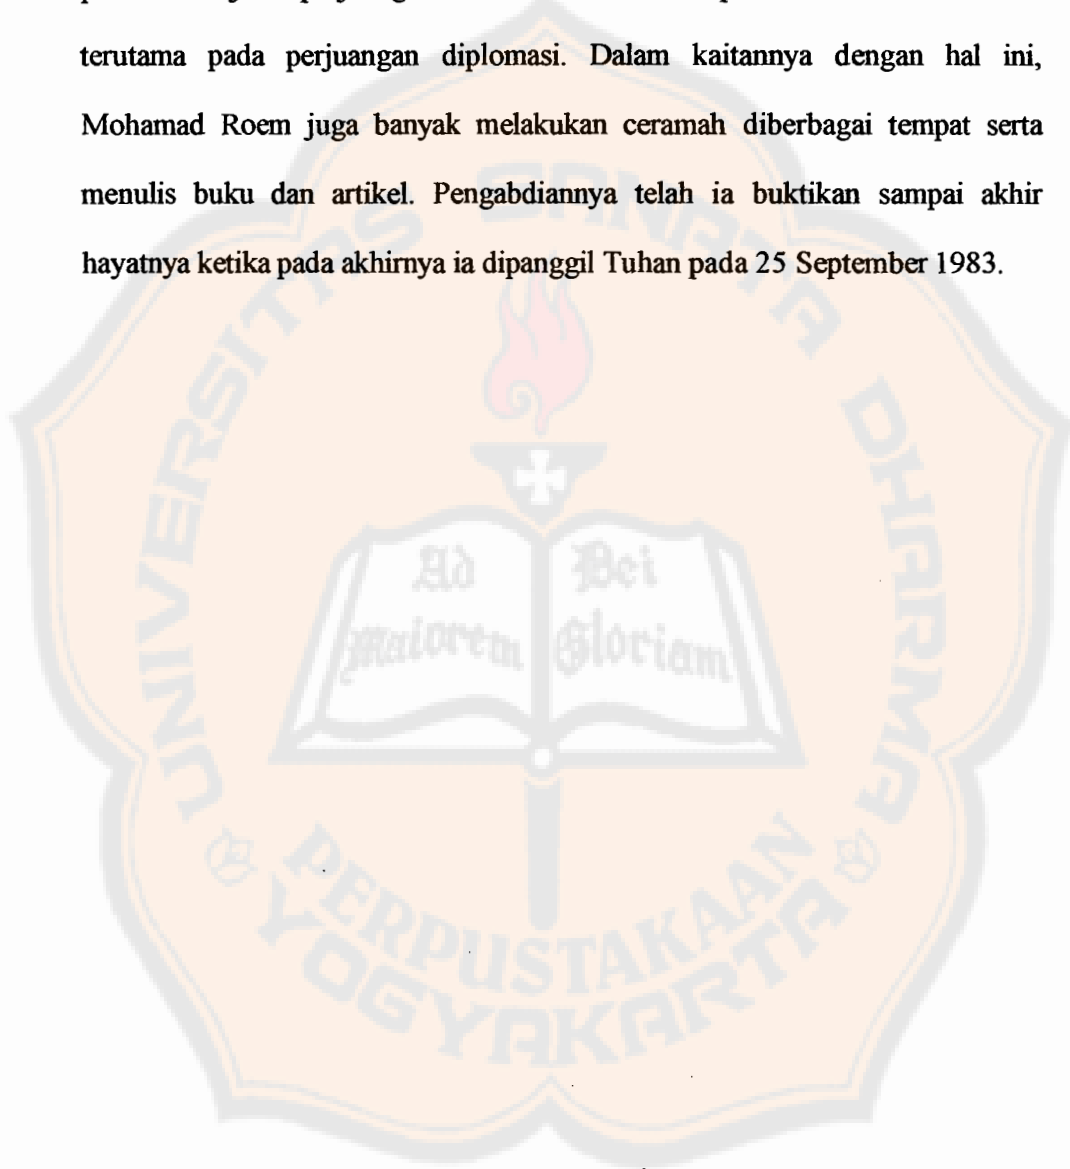 terutama pada perjuangan diplomasi. Dalam kaitannya dengan hal ini,
Mohamad Roem juga banyak melakukan ceramah diberbagai tempat serta
menulis buku dan artikel. Pengabdiannya telah ia buktikan sampai akhir
hayatnya ketika pada akhirnya ia dipanggil Tuhan pada 25 September 1983.
UNIVERSITAS SANATA DHARMA
Ad Dei
Maiorem Gloriam
PERPUSTAKAAN
YOGYAKARTA